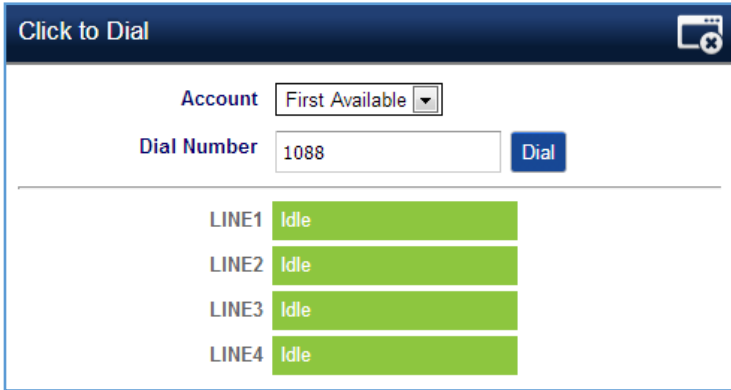 Click to Dial
Account First Available
Dial Number 1088 Dial
LINE1 Idle
LINE2 Idle
LINE3 Idle
LINE4 Idle